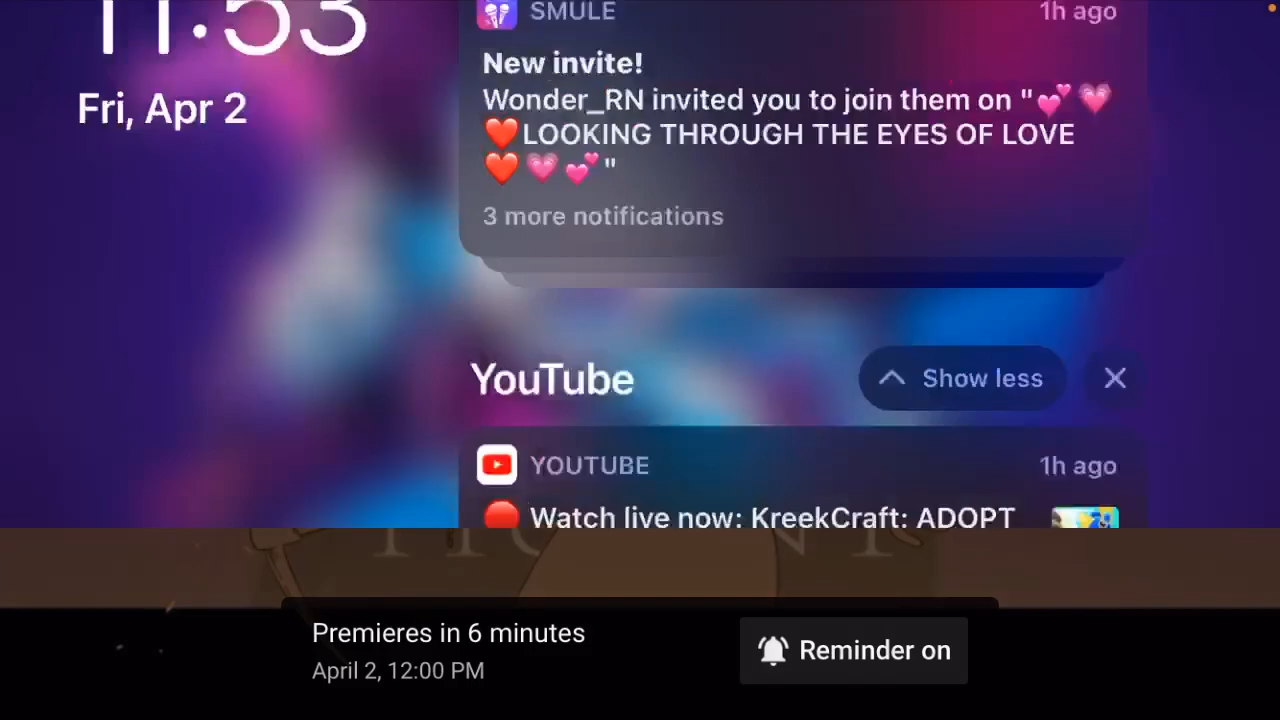 11:53
Fri, Apr 2
SMULE
1h ago
New invite!
Wonder_RN invited you to join them on "💕💗
❤️LOOKING THROUGH THE EYES OF LOVE
❤️💗💕"
3 more notifications
YouTube
Show less
YOUTUBE
1h ago
🔴 Watch live now: KreekCraft: ADOPT
Premieres in 6 minutes
April 2, 12:00 PM
Reminder on